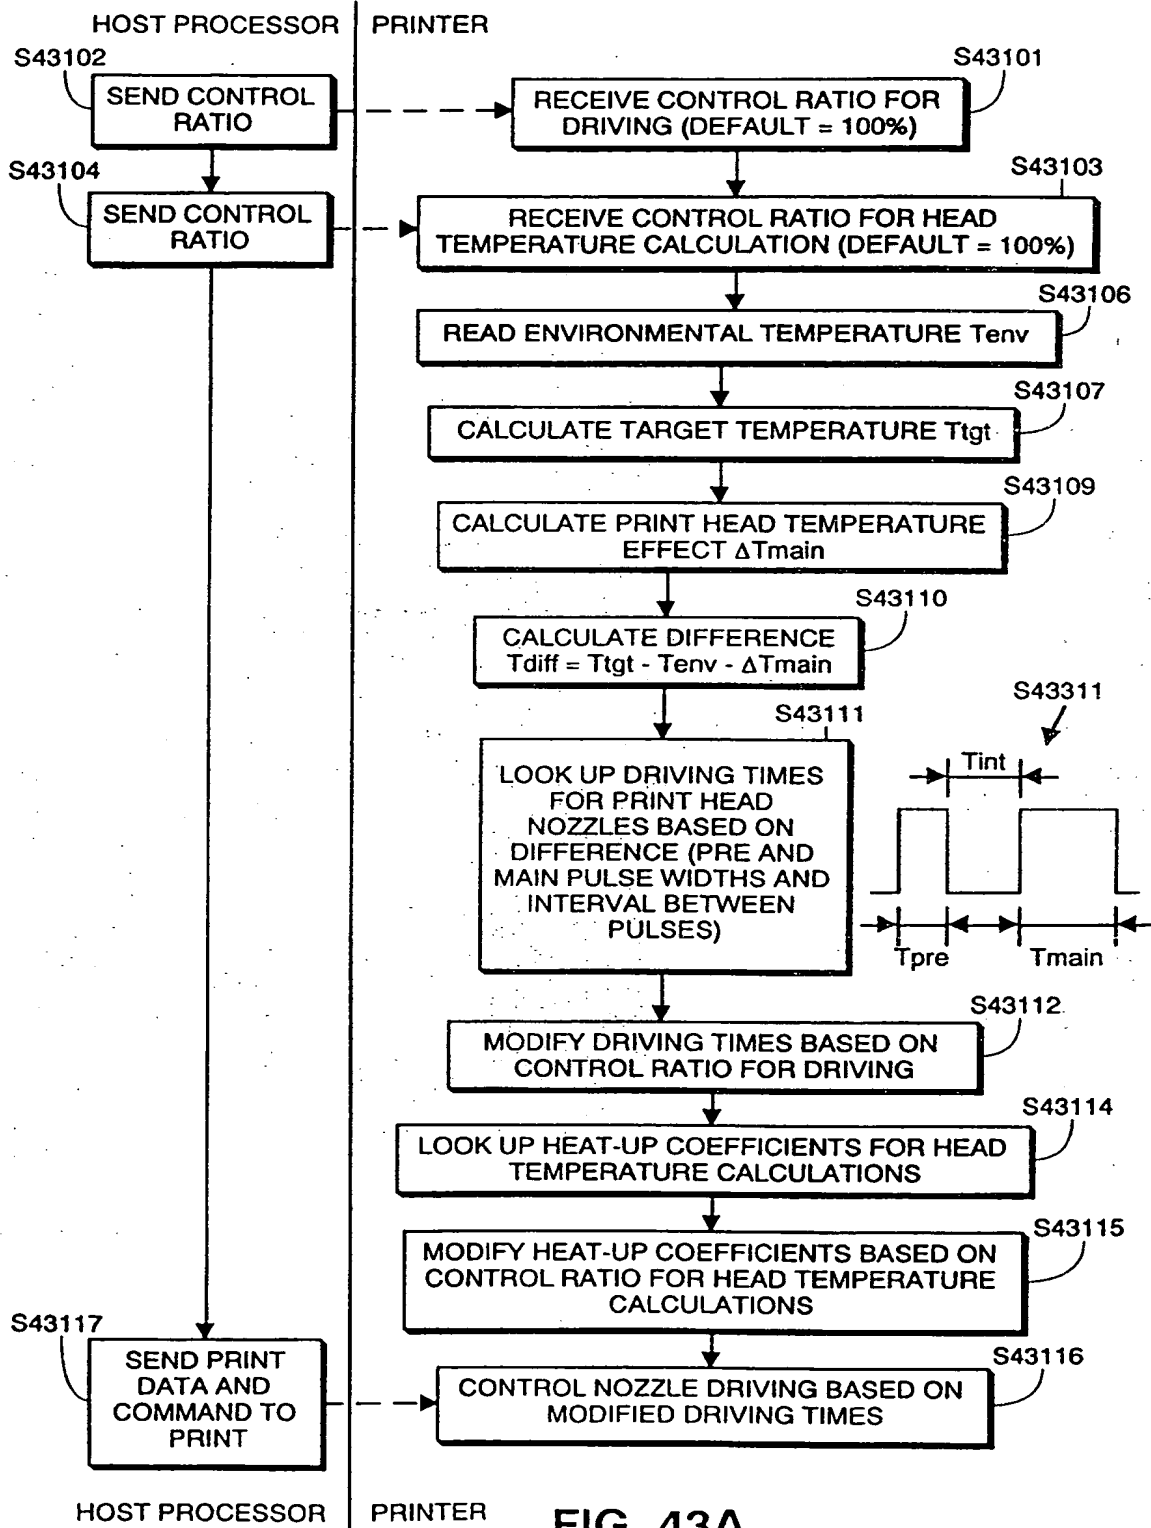 HOST PROCESSOR
PRINTER
S43102
SEND CONTROL
RATIO
S43101
RECEIVE CONTROL RATIO FOR
DRIVING (DEFAULT = 100%)
S43104
SEND CONTROL
RATIO
S43103
RECEIVE CONTROL RATIO FOR HEAD
TEMPERATURE CALCULATION (DEFAULT = 100%)
S43106
READ ENVIRONMENTAL TEMPERATURE Tenv
S43107
CALCULATE TARGET TEMPERATURE Ttgt
S43109
CALCULATE PRINT HEAD TEMPERATURE
EFFECT ΔTmain
S43110
CALCULATE DIFFERENCE
Tdiff = Ttgt - Tenv - ΔTmain
S43111
LOOK UP DRIVING TIMES
FOR PRINT HEAD
NOZZLES BASED ON
DIFFERENCE (PRE AND
MAIN PULSE WIDTHS AND
INTERVAL BETWEEN
PULSES)
S43311
Tint
Tpre
Tmain
S43112
MODIFY DRIVING TIMES BASED ON
CONTROL RATIO FOR DRIVING
S43114
LOOK UP HEAT-UP COEFFICIENTS FOR HEAD
TEMPERATURE CALCULATIONS
S43115
MODIFY HEAT-UP COEFFICIENTS BASED ON
CONTROL RATIO FOR HEAD TEMPERATURE
CALCULATIONS
S43117
SEND PRINT
DATA AND
COMMAND TO
PRINT
S43116
CONTROL NOZZLE DRIVING BASED ON
MODIFIED DRIVING TIMES
HOST PROCESSOR
PRINTER
FIG. 43A